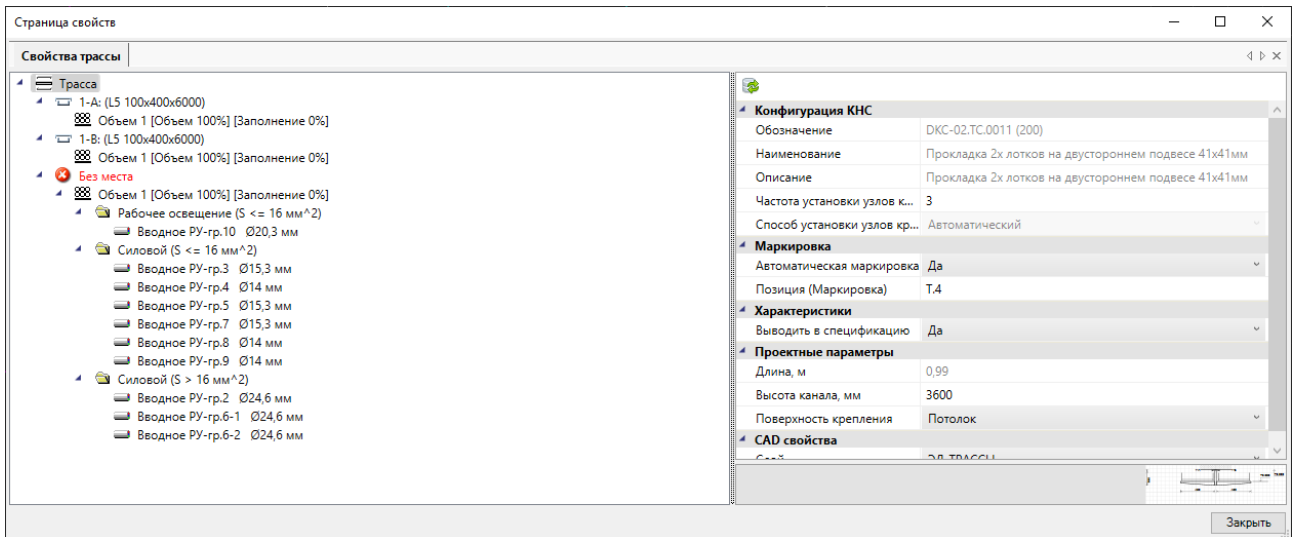 Страница свойств
Свойства трассы
Трасса
1-А: (L5 100x400x6000)
Объем 1 [Объем 100%] [Заполнение 0%]
1-В: (L5 100x400x6000)
Объем 1 [Объем 100%] [Заполнение 0%]
Без места
Объем 1 [Объем 100%] [Заполнение 0%]
Рабочее освещение (S <= 16 мм^2)
Вводное РУ-гр.10 Ø20,3 мм
Силовой (S <= 16 мм^2)
Вводное РУ-гр.3 Ø15,3 мм
Вводное РУ-гр.4 Ø14 мм
Вводное РУ-гр.5 Ø15,3 мм
Вводное РУ-гр.7 Ø15,3 мм
Вводное РУ-гр.8 Ø14 мм
Вводное РУ-гр.9 Ø14 мм
Силовой (S > 16 мм^2)
Вводное РУ-гр.2 Ø24,6 мм
Вводное РУ-гр.6-1 Ø24,6 мм
Вводное РУ-гр.6-2 Ø24,6 мм
Конфигурация КНС
Обозначение DKC-02.TC.0011 (200)
Наименование Прокладка 2х лотков на двустороннем подвесе 41х41мм
Описание Прокладка 2х лотков на двустороннем подвесе 41х41мм
Частота установки узлов к... 3
Способ установки узлов кр... Автоматический
Маркировка
Автоматическая маркировка Да
Позиция (Маркировка) Т.4
Характеристики
Выводить в спецификацию Да
Проектные параметры
Длина, м 0,99
Высота канала, мм 3600
Поверхность крепления Потолок
CAD свойства
Слой ЭЛ-ТРАССЫ
Закрыть